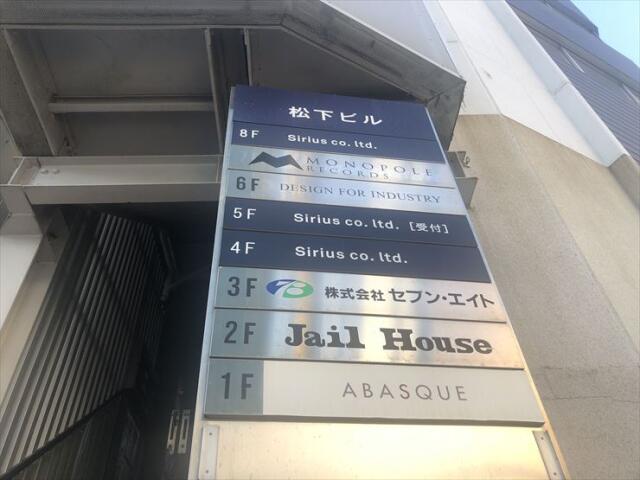 松下ビル
8F Sirius co. ltd.
MONOPOLE
RECORDS
6F DESIGN FOR INDUSTRY
5F Sirius co. ltd. [受付]
4F Sirius co. ltd.
3F 株式会社 セブン・エイト
2F Jail House
1F ABASQUE